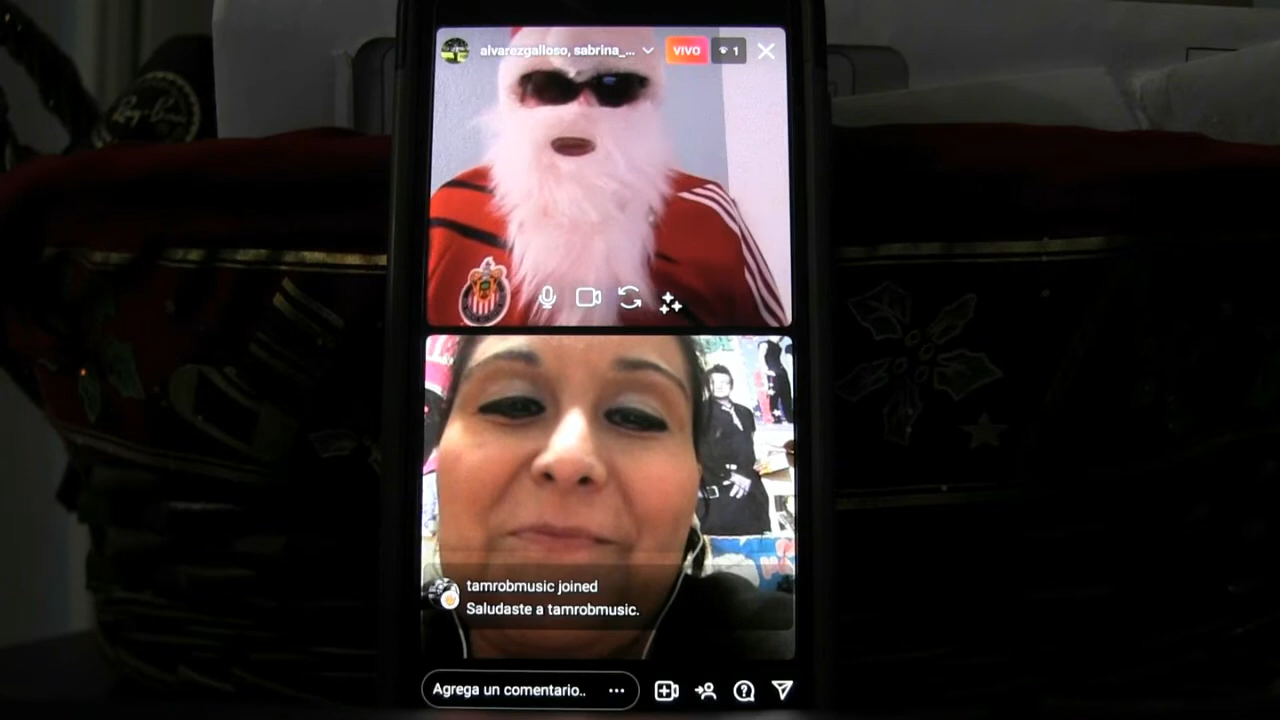 alvarezgalloso, sabrina_...
VIVO
1
tamrobmusic joined
Saludaste a tamrobmusic.
Agrega un comentario..